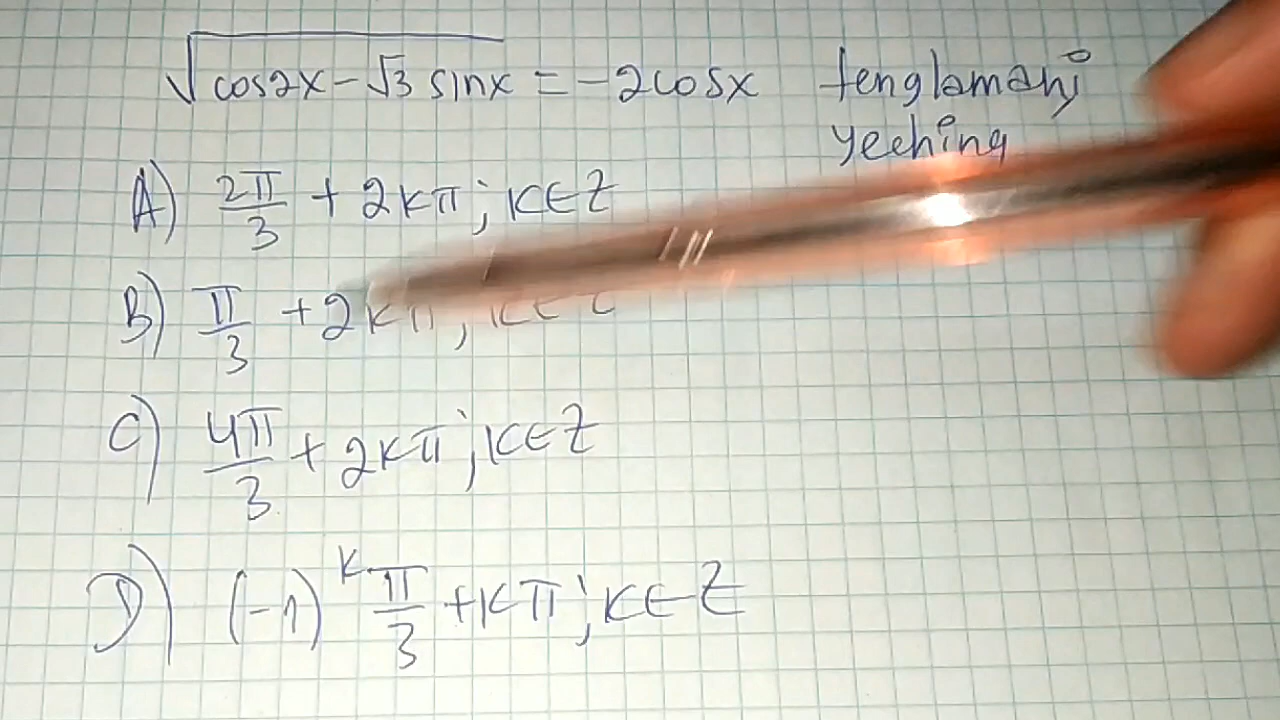 √cos2x-√3 sinx = -2cosx tenglamani
yeching
A) 2π/3 + 2kπ; k∈Z
B) π/3 + 2kπ; k∈Z
C) 4π/3 + 2kπ; k∈Z
D) (-1)^k π/3 + kπ; k∈Z